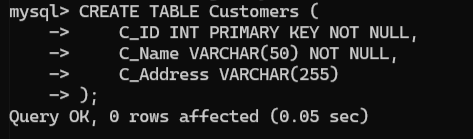 mysql> CREATE TABLE Customers (
    ->     C_ID INT PRIMARY KEY NOT NULL,
    ->     C_Name VARCHAR(50) NOT NULL,
    ->     C_Address VARCHAR(255)
    -> );
Query OK, 0 rows affected (0.05 sec)